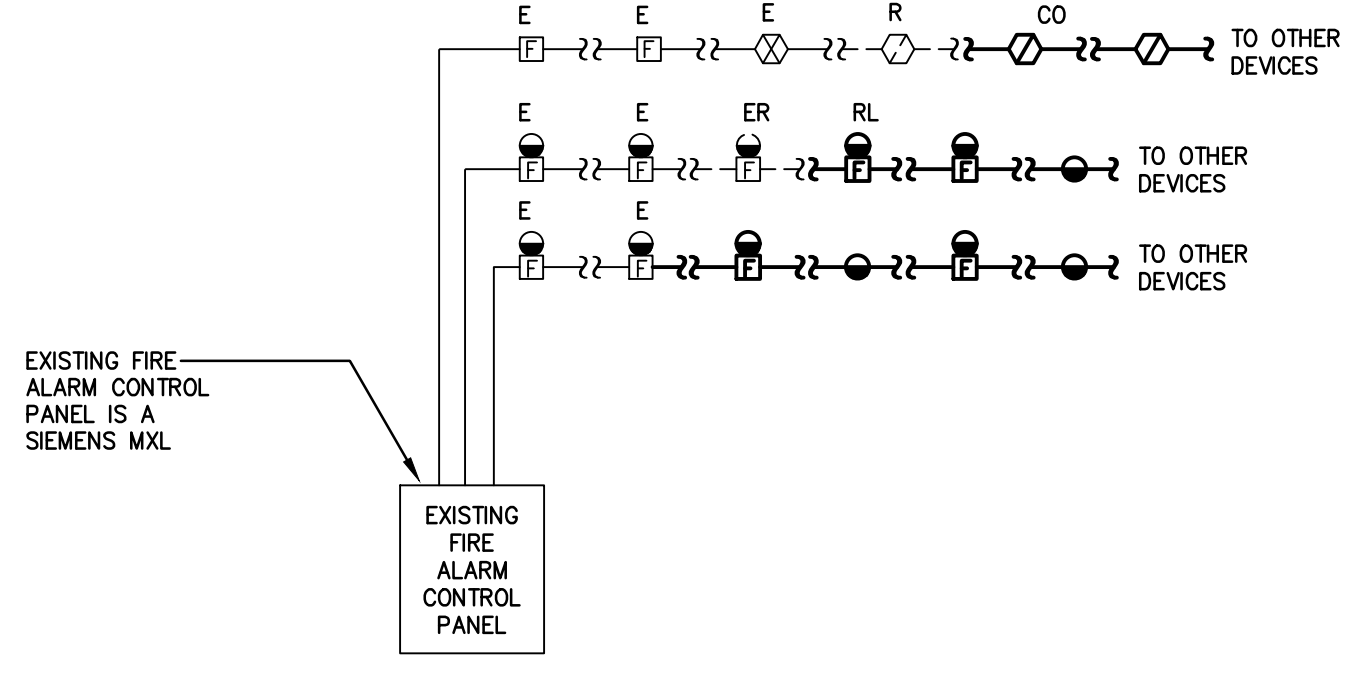 E E E R CO
F F
TO OTHER
DEVICES
E E ER RL
F F F F F
TO OTHER
DEVICES
E E
F F F F
TO OTHER
DEVICES
EXISTING FIRE
ALARM CONTROL
PANEL IS A
SIEMENS MXL
EXISTING
FIRE
ALARM
CONTROL
PANEL